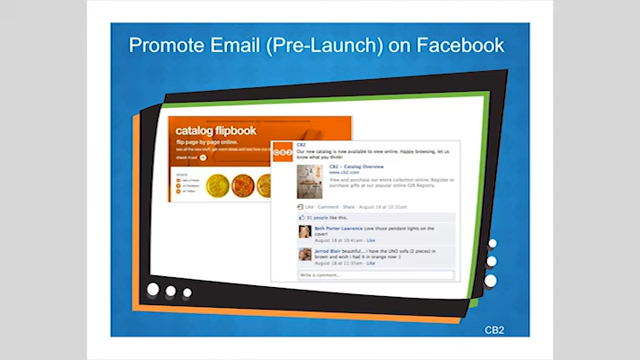 Promote Email (Pre-Launch) on Facebook
catalog flipbook
flip page by page online.
CB2
CB2
Our new catalog is now available to view online. Happy browsing, let us
know what you think!
CB2 – Catalog Overview
www.cb2.com
View and purchase our entire collection online. Register or
purchase gifts at our popular online Gift Registry.
Like · Comment · Share · August 18 at 10:32am
31 people like this.
Beth Porter Lawrence Love those pendant lights on the
cover!
August 18 at 10:41am · Like
Jerrod Blair beautiful... I have the UNO sofa (2 pieces) in
brown and wish I had it in orange now :)
August 18 at 11:35am · Like
Write a comment...
CB2